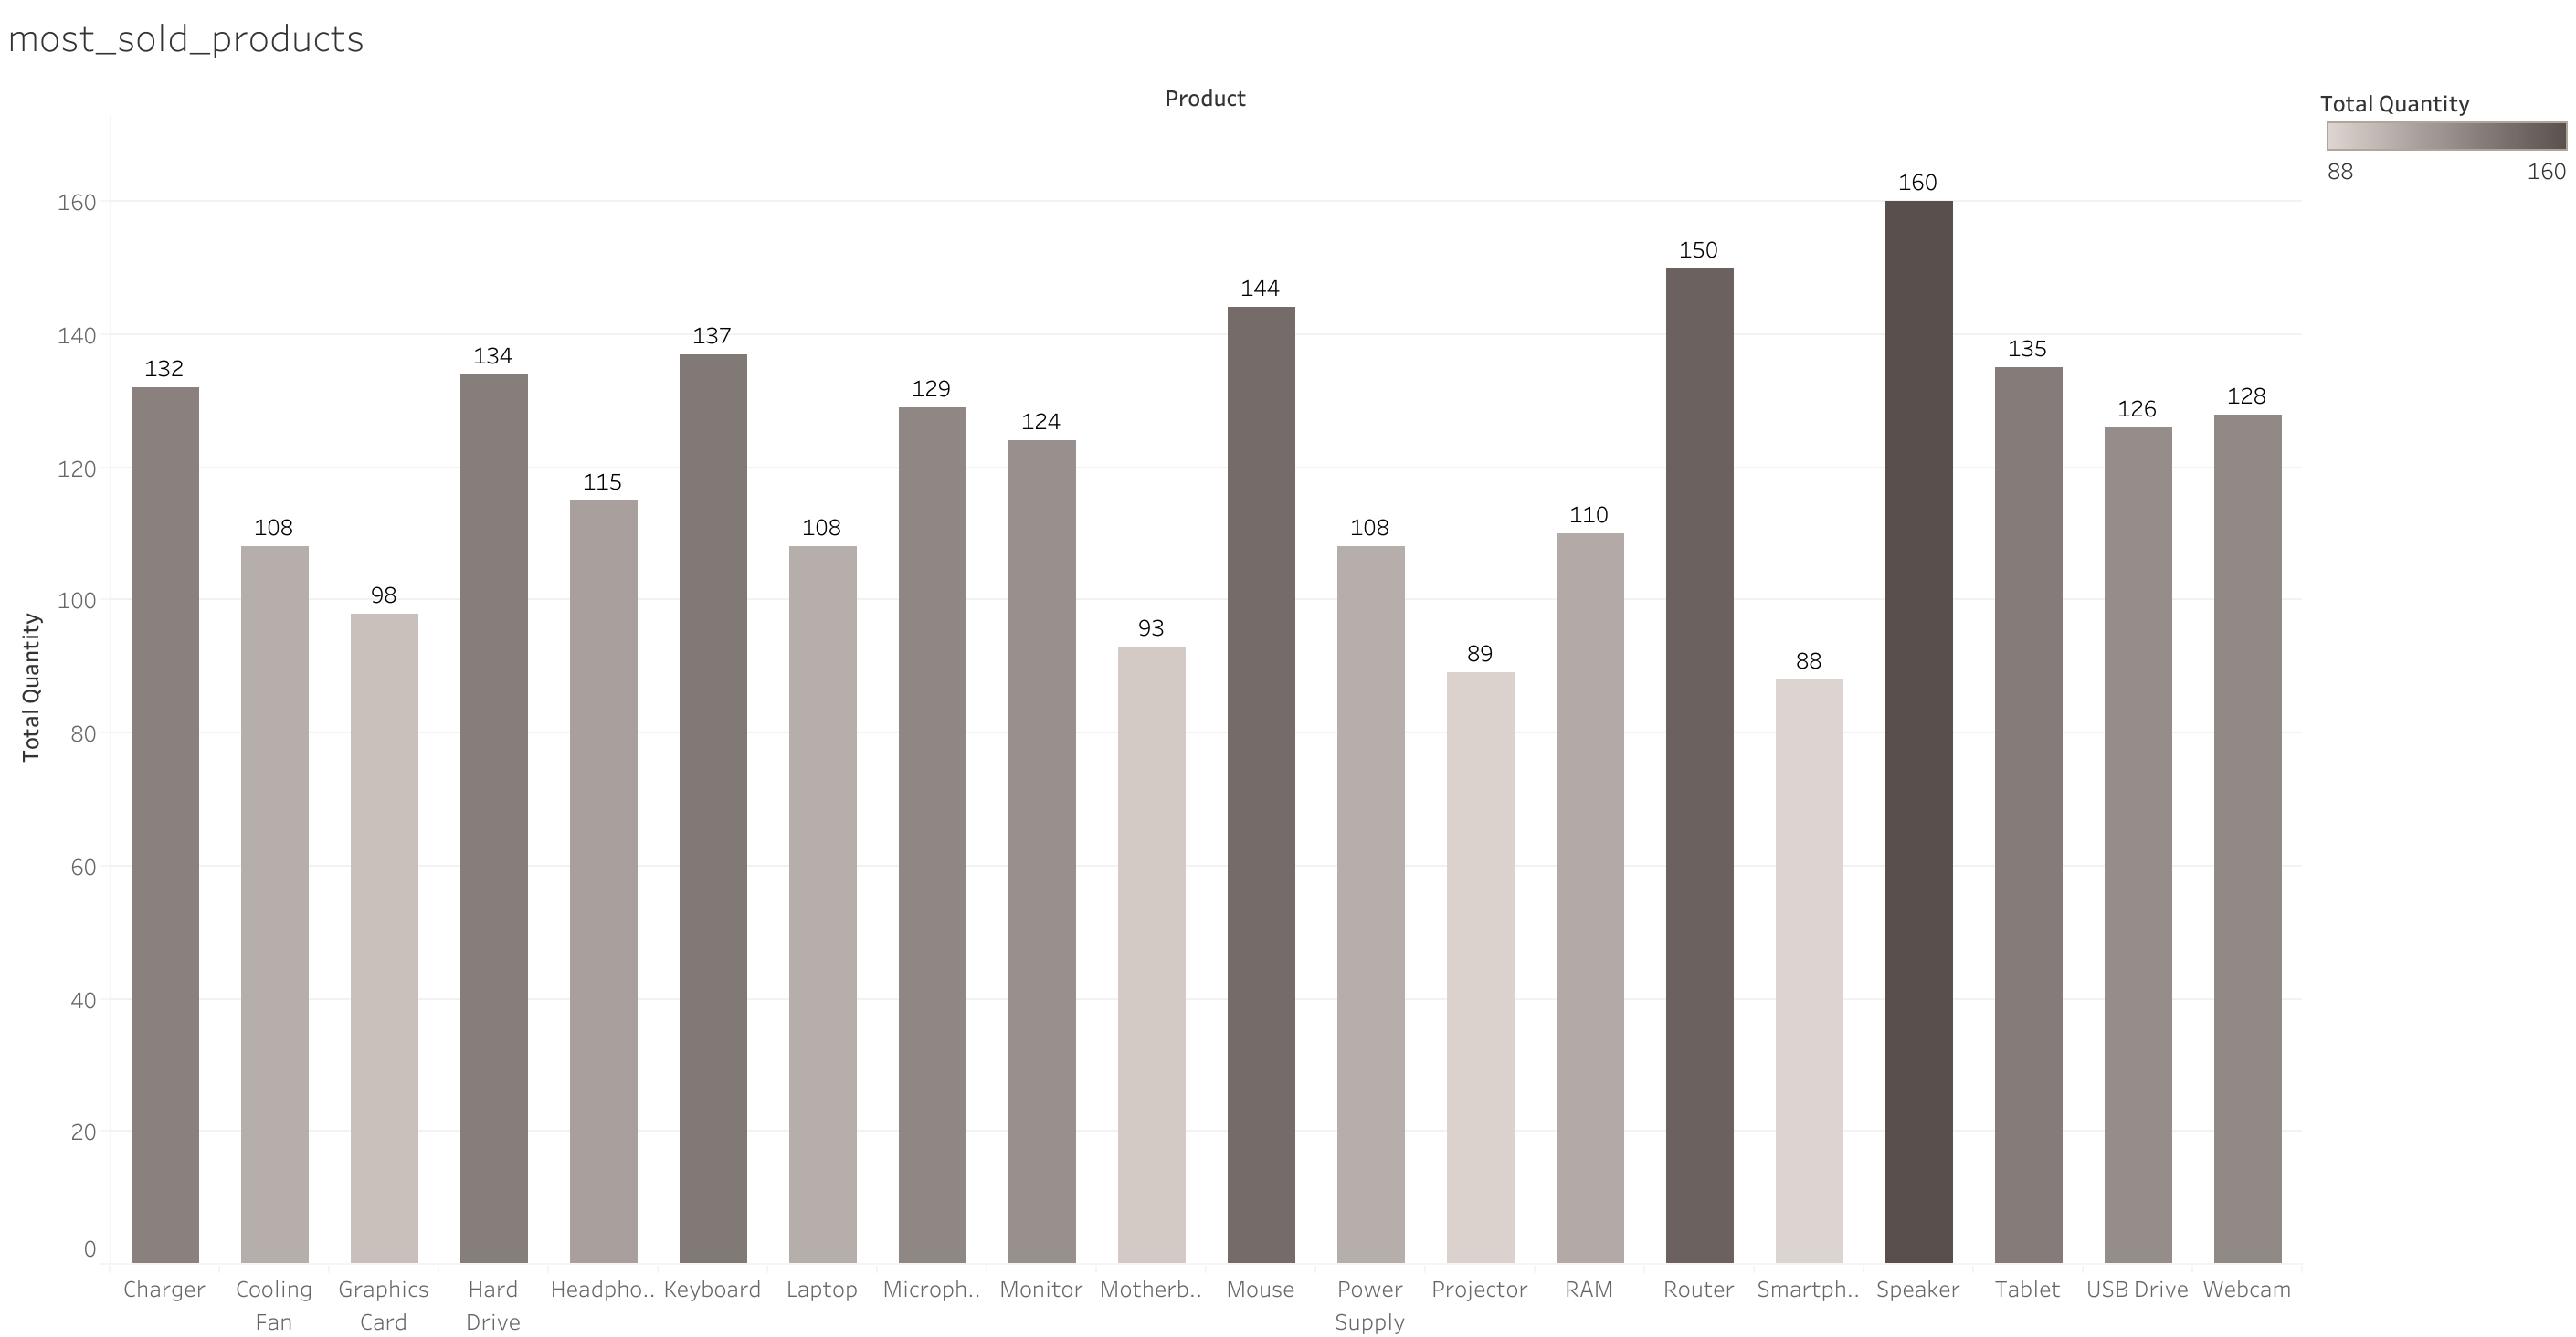 most_sold_products
Product
Total Quantity
88 160
Total Quantity
160
140
120
100
80
60
40
20
0
132
108
98
134
115
137
108
129
124
93
144
108
89
110
150
88
160
135
126
128
Charger
Cooling
Fan
Graphics
Card
Hard
Drive
Headpho..
Keyboard
Laptop
Microph..
Monitor
Motherb..
Mouse
Power
Supply
Projector
RAM
Router
Smartph..
Speaker
Tablet
USB Drive
Webcam